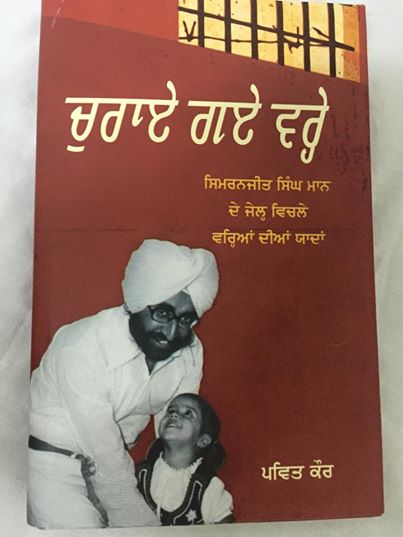 ਚੁਰਾਏ ਗਏ ਵਰ੍ਹੇ
ਸਿਮਰਨਜੀਤ ਸਿੰਘ ਮਾਨ
ਦੇ ਜੇਲ੍ਹ ਵਿਚਲੇ
ਵਰ੍ਹਿਆਂ ਦੀਆਂ ਯਾਦਾਂ
ਪਵਿਤ ਕੌਰ